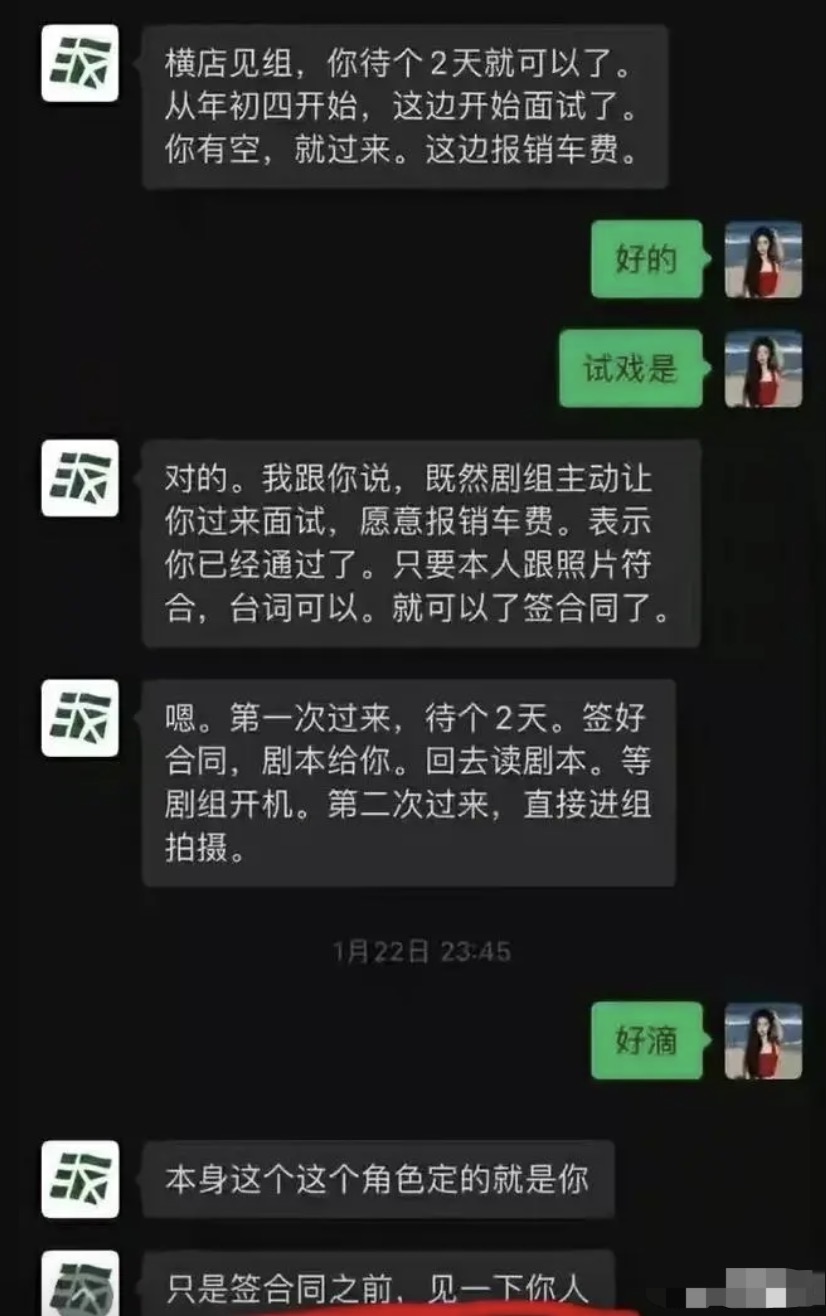 横店见组，你待个2天就可以了。
从年初四开始，这边开始面试了。
你有空，就过来。这边报销车费。
好的
试戏是
对的。我跟你说，既然剧组主动让
你过来面试，愿意报销车费。表示
你已经通过了。只要本人跟照片符
合，台词可以。就可以了签合同了。
嗯。第一次过来，待个2天。签好
合同，剧本给你。回去读剧本。等
剧组开机。第二次过来，直接进组
拍摄。
1月22日 23:45
好滴
本身这个这个角色定的就是你
只是签合同之前，见一下你人